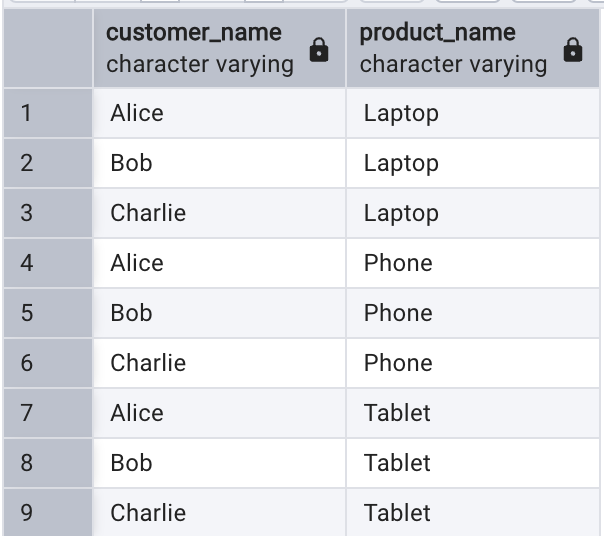 customer_name product_name
character varying character varying
1 Alice Laptop
2 Bob Laptop
3 Charlie Laptop
4 Alice Phone
5 Bob Phone
6 Charlie Phone
7 Alice Tablet
8 Bob Tablet
9 Charlie Tablet